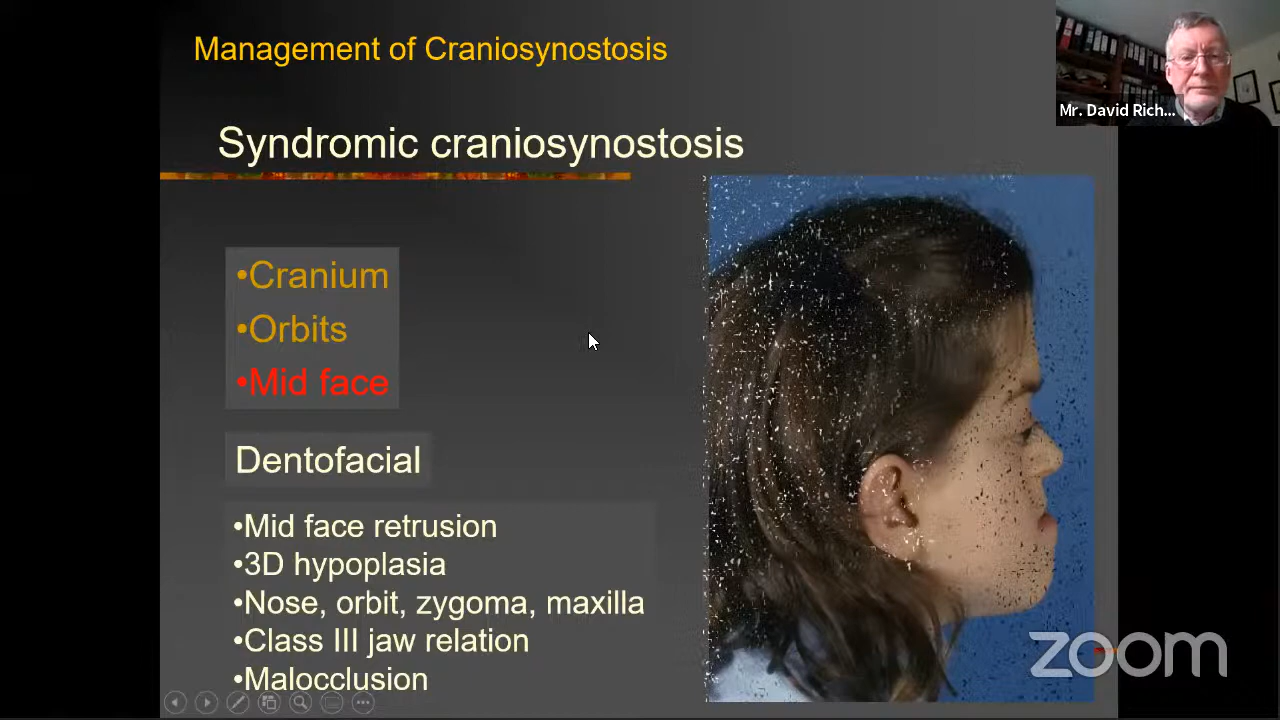 Management of Craniosynostosis
Mr. David Rich...
Syndromic craniosynostosis
•Cranium
•Orbits
•Mid face
Dentofacial
•Mid face retrusion
•3D hypoplasia
•Nose, orbit, zygoma, maxilla
•Class III jaw relation
•Malocclusion
zoom